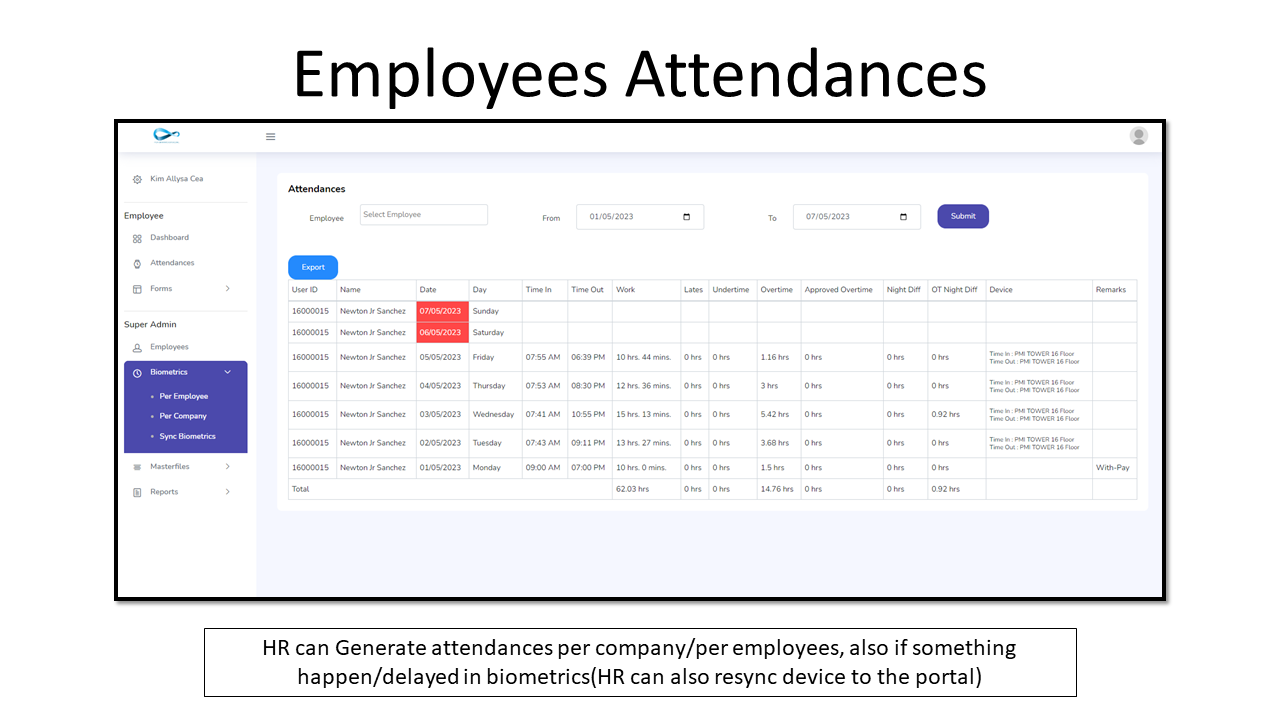 Employees Attendances
Kim Allysa Cea
Employee
Dashboard
Attendances
Forms
Super Admin
Employees
Biometrics
Per Employee
Per Company
Sync Biometrics
Masterfiles
Reports
Attendances
Employee Select Employee From 01/05/2023 To 07/05/2023 Submit
Export
User ID Name Date Day Time In Time Out Work Lates Undertime Overtime Approved Overtime Night Diff OT Night Diff Device Remarks
16000015 Newton Jr Sanchez 07/05/2023 Sunday
16000015 Newton Jr Sanchez 06/05/2023 Saturday
16000015 Newton Jr Sanchez 05/05/2023 Friday 07:55 AM 06:39 PM 10 hrs. 44 mins. 0 hrs 0 hrs 1.16 hrs 0 hrs 0 hrs 0 hrs Time In : PMI TOWER 16 Floor
Time Out : PMI TOWER 16 Floor
16000015 Newton Jr Sanchez 04/05/2023 Thursday 07:53 AM 08:30 PM 12 hrs. 36 mins. 0 hrs 0 hrs 3 hrs 0 hrs 0 hrs 0 hrs Time In : PMI TOWER 16 Floor
Time Out : PMI TOWER 16 Floor
16000015 Newton Jr Sanchez 03/05/2023 Wednesday 07:41 AM 10:55 PM 15 hrs. 13 mins. 0 hrs 0 hrs 5.42 hrs 0 hrs 0 hrs 0.92 hrs Time In : PMI TOWER 16 Floor
Time Out : PMI TOWER 16 Floor
16000015 Newton Jr Sanchez 02/05/2023 Tuesday 07:43 AM 09:11 PM 13 hrs. 27 mins. 0 hrs 0 hrs 3.68 hrs 0 hrs 0 hrs 0 hrs Time In : PMI TOWER 16 Floor
Time Out : PMI TOWER 16 Floor
16000015 Newton Jr Sanchez 01/05/2023 Monday 09:00 AM 07:00 PM 10 hrs. 0 mins. 0 hrs 0 hrs 1.5 hrs 0 hrs 0 hrs 0 hrs With-Pay
Total 62.03 hrs 0 hrs 0 hrs 14.76 hrs 0 hrs 0 hrs 0.92 hrs
HR can Generate attendances per company/per employees, also if something
happen/delayed in biometrics(HR can also resync device to the portal)